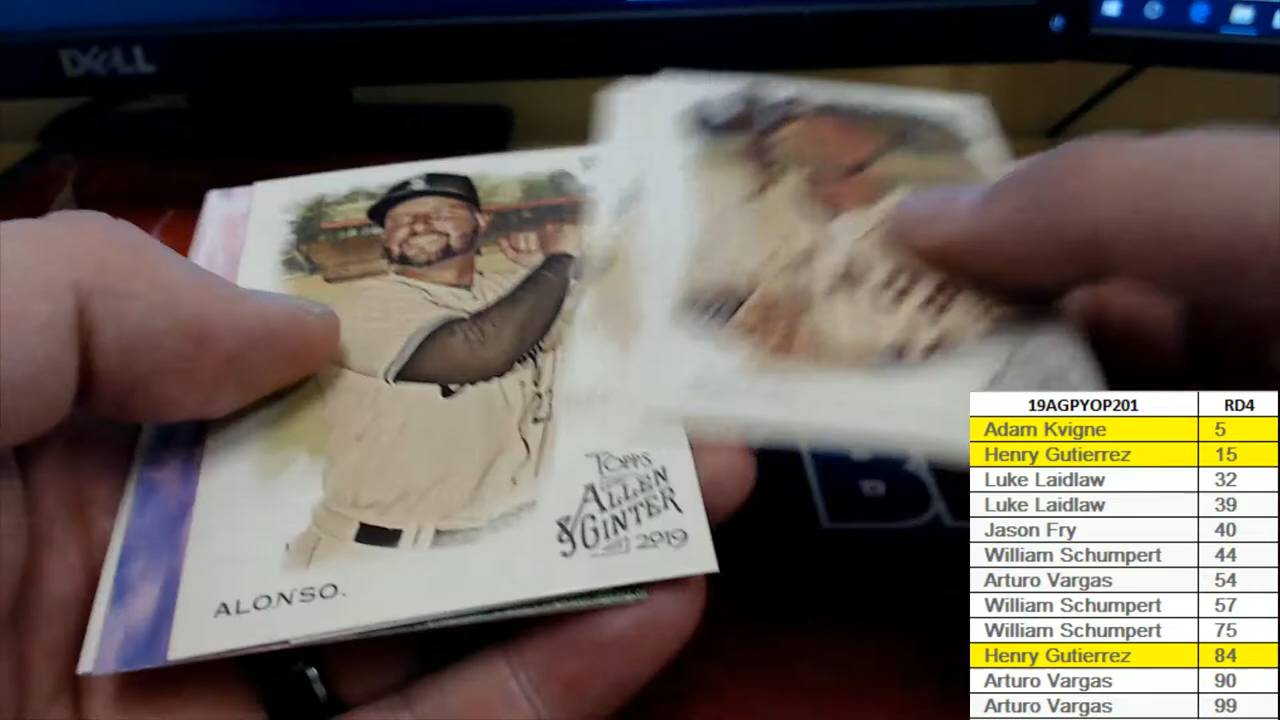 DELL
TOPPS
ALLEN
& GINTER
2019
ALONSO.
19AGPYOP201 RD4
Adam Kvigne 5
Henry Gutierrez 15
Luke Laidlaw 32
Luke Laidlaw 39
Jason Fry 40
William Schumpert 44
Arturo Vargas 54
William Schumpert 57
William Schumpert 75
Henry Gutierrez 84
Arturo Vargas 90
Arturo Vargas 99